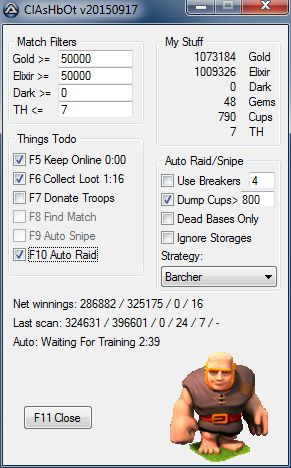 ClAsHbOt v20150917
Match Filters
Gold >= 50000
Elixir >= 50000
Dark >= 0
TH <= 7
My Stuff
1073184 Gold
1009326 Elixir
0 Dark
48 Gems
790 Cups
7 TH
Things Todo
F5 Keep Online 0:00
F6 Collect Loot 1:16
F7 Donate Troops
F8 Find Match
F9 Auto Snipe
F10 Auto Raid
Auto Raid/Snipe
Use Breakers 4
Dump Cups> 800
Dead Bases Only
Ignore Storages
Strategy:
Barcher
Net winnings: 286882 / 325175 / 0 / 16
Last scan: 324631 / 396601 / 0 / 24 / 7 / -
Auto: Waiting For Training 2:39
F11 Close